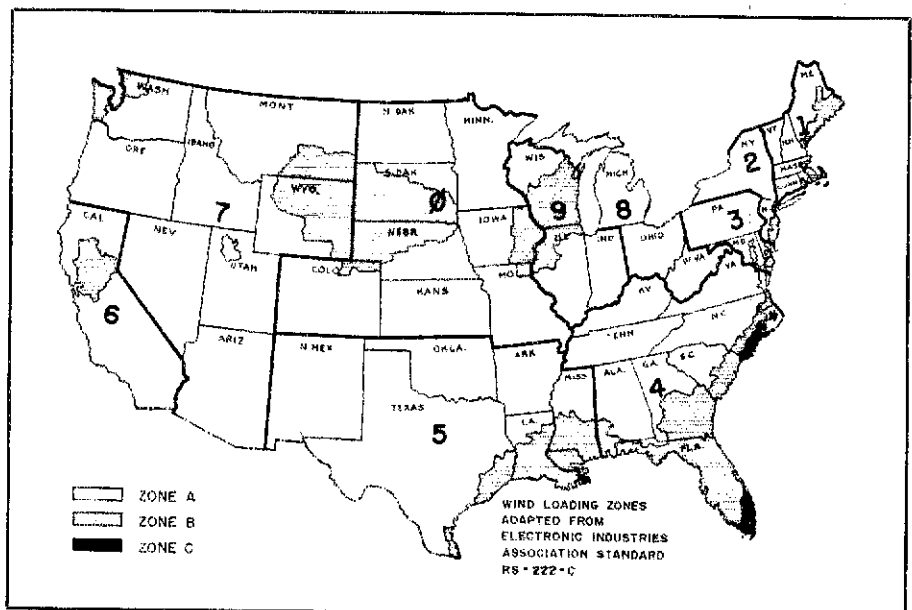 WASH
MONT
N DAK
MINN.
ME
VT
NH
1
ORE
IDAHO
WYO.
S.DAK
WIS
MICH
NY
2
MASS
7
Ø
9
8
PA
3
CAL
NEV
UTAH
COLO
NEBR
IOWA
ILL
IND
OHIO
W VA
VA
MD
6
KANS
MO
KY
NC
ARIZ
N MEX
OKLA.
ARK
TENN
SC
TEXAS
5
LA.
MISS
ALA.
GA.
4
FLA.
ZONE A
ZONE B
ZONE C
WIND LOADING ZONES
ADAPTED FROM
ELECTRONIC INDUSTRIES
ASSOCIATION STANDARD
RS-222-C